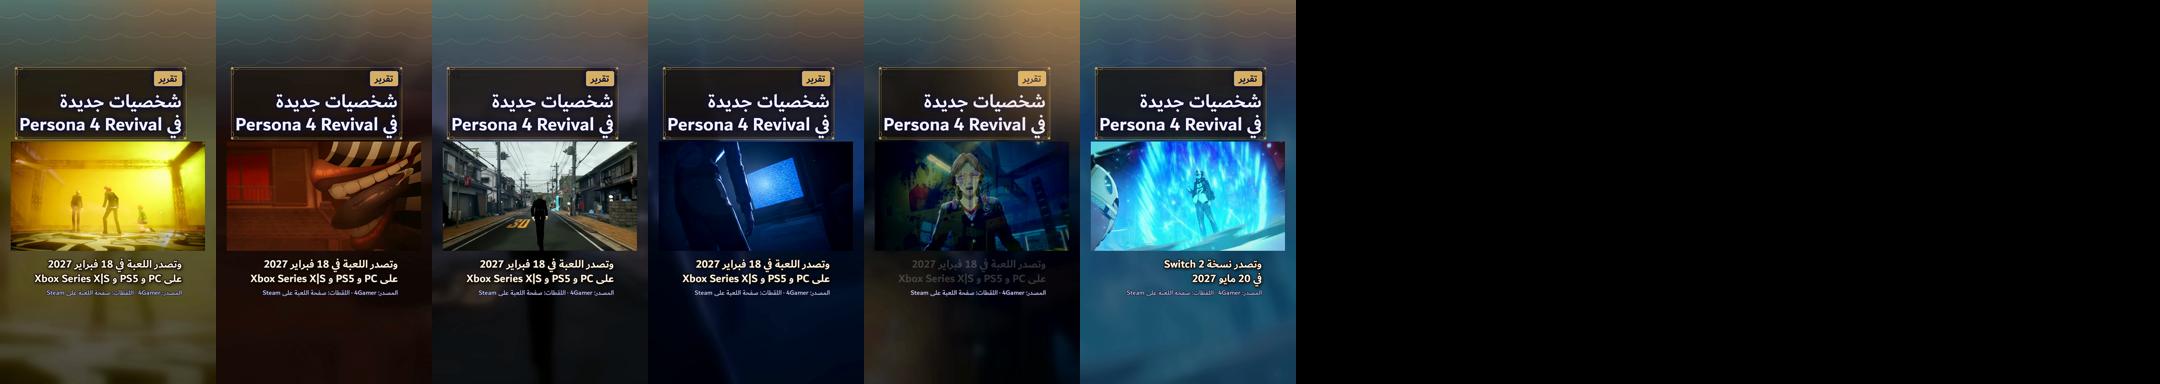 تقرير
شخصيات جديدة
في Persona 4 Revival
وتصدر اللعبة في 18 فبراير 2027
على PC و PS5 و Xbox Series X|S
المصدر: 4Gamer · اللقطات: صفحة اللعبة على Steam
تقرير
شخصيات جديدة
في Persona 4 Revival
وتصدر اللعبة في 18 فبراير 2027
على PC و PS5 و Xbox Series X|S
المصدر: 4Gamer · اللقطات: صفحة اللعبة على Steam
تقرير
شخصيات جديدة
في Persona 4 Revival
30
وتصدر اللعبة في 18 فبراير 2027
على PC و PS5 و Xbox Series X|S
المصدر: 4Gamer · اللقطات: صفحة اللعبة على Steam
تقرير
شخصيات جديدة
في Persona 4 Revival
وتصدر اللعبة في 18 فبراير 2027
على PC و PS5 و Xbox Series X|S
المصدر: 4Gamer · اللقطات: صفحة اللعبة على Steam
تقرير
شخصيات جديدة
في Persona 4 Revival
وتصدر اللعبة في 18 فبراير 2027
على PC و PS5 و Xbox Series X|S
المصدر: 4Gamer · اللقطات: صفحة اللعبة على Steam
تقرير
شخصيات جديدة
في Persona 4 Revival
وتصدر نسخة Switch 2
في 20 مايو 2027
المصدر: 4Gamer · اللقطات: صفحة اللعبة على Steam